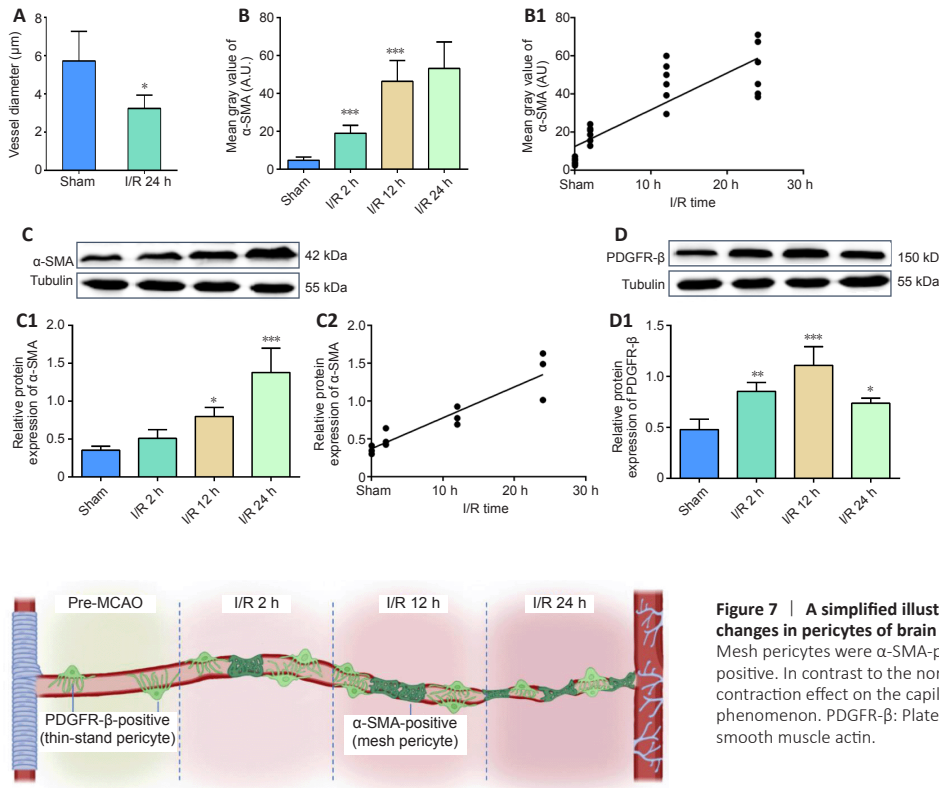 A
Vessel diameter (μm)
8
6
4
2
0
*
Sham
I/R 24 h
B
Mean gray value of
α-SMA (A.U.)
80
60
40
20
0
***
***
Sham
I/R 2 h
I/R 12 h
I/R 24 h
B1
Mean gray value of
α-SMA (AU)
80
60
40
20
0
Sham
10 h
20 h
30 h
I/R time
C
α-SMA
42 kDa
Tubulin
55 kDa
D
PDGFR-β
150 kD
Tubulin
55 kDa
C1
Relative protein
expression of α-SMA
2.0
1.5
1.0
0.5
0
*
***
Sham
I/R 2 h
I/R 12 h
I/R 24 h
C2
Relative protein
expression of α-SMA
2.0
1.5
1.0
0.5
0
Sham
10 h
20 h
30 h
I/R time
D1
Relative protein
expression of PDGFR-β
1.5
1.0
0.5
0
**
***
*
Sham
I/R 2 h
I/R 12 h
I/R 24 h
Pre-MCAO
I/R 2 h
I/R 12 h
I/R 24 h
PDGFR-β-positive
(thin-stand pericyte)
α-SMA-positive
(mesh pericyte)
Figure 7 | A simplified illust
changes in pericytes of brain
Mesh pericytes were α-SMA-p
positive. In contrast to the nor
contraction effect on the capil
phenomenon. PDGFR-β: Plate
smooth muscle actin.